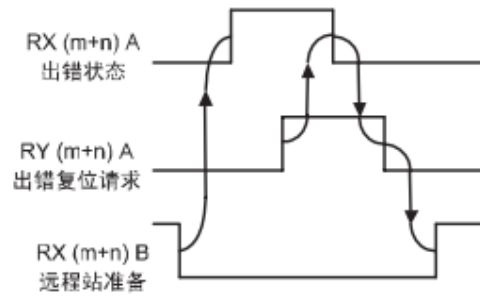 RX (m+n) A
出错状态
RY (m+n) A
出错复位请求
RX (m+n) B
远程站准备